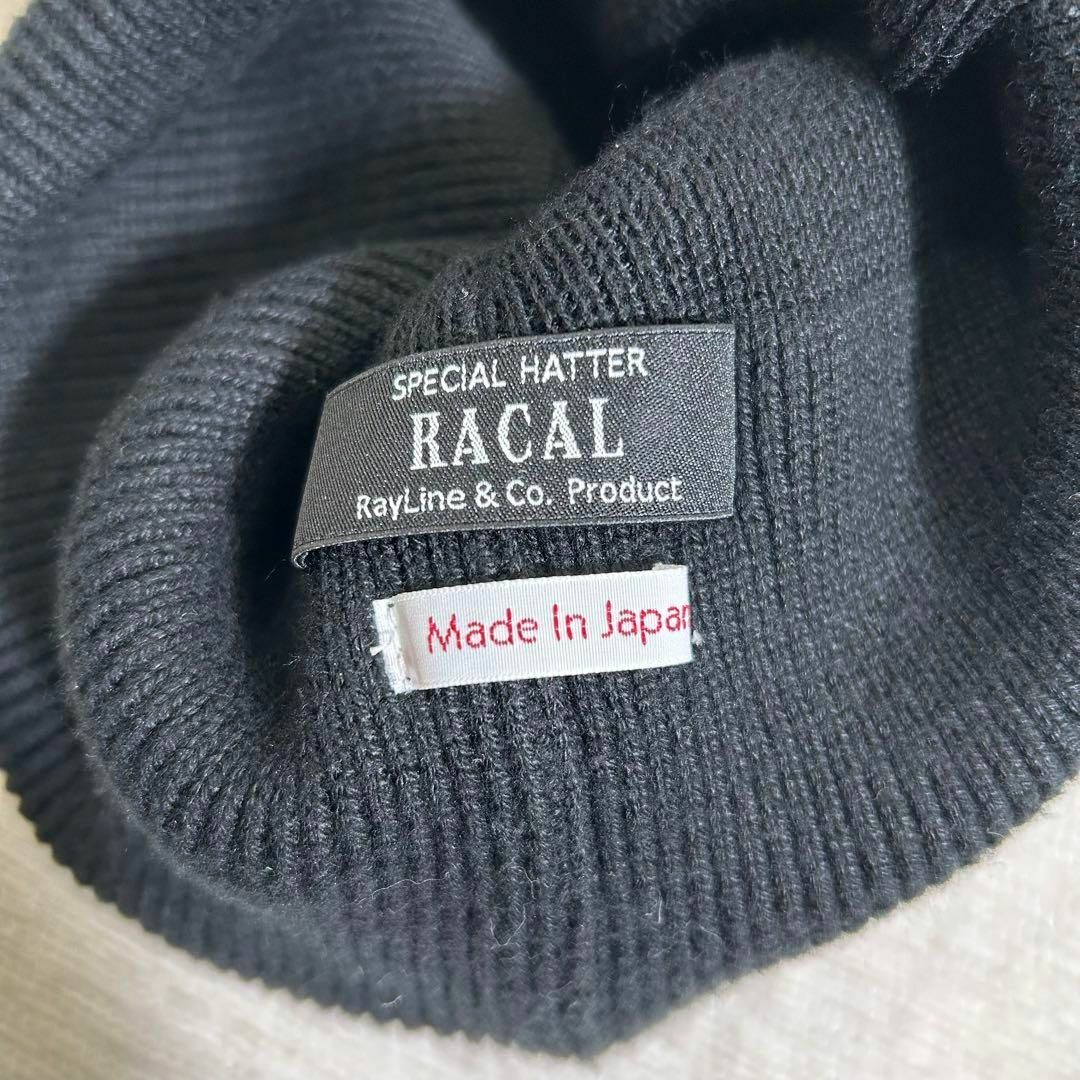 SPECIAL HATTER
RACAL
RayLine & Co. Product
Made In Japan